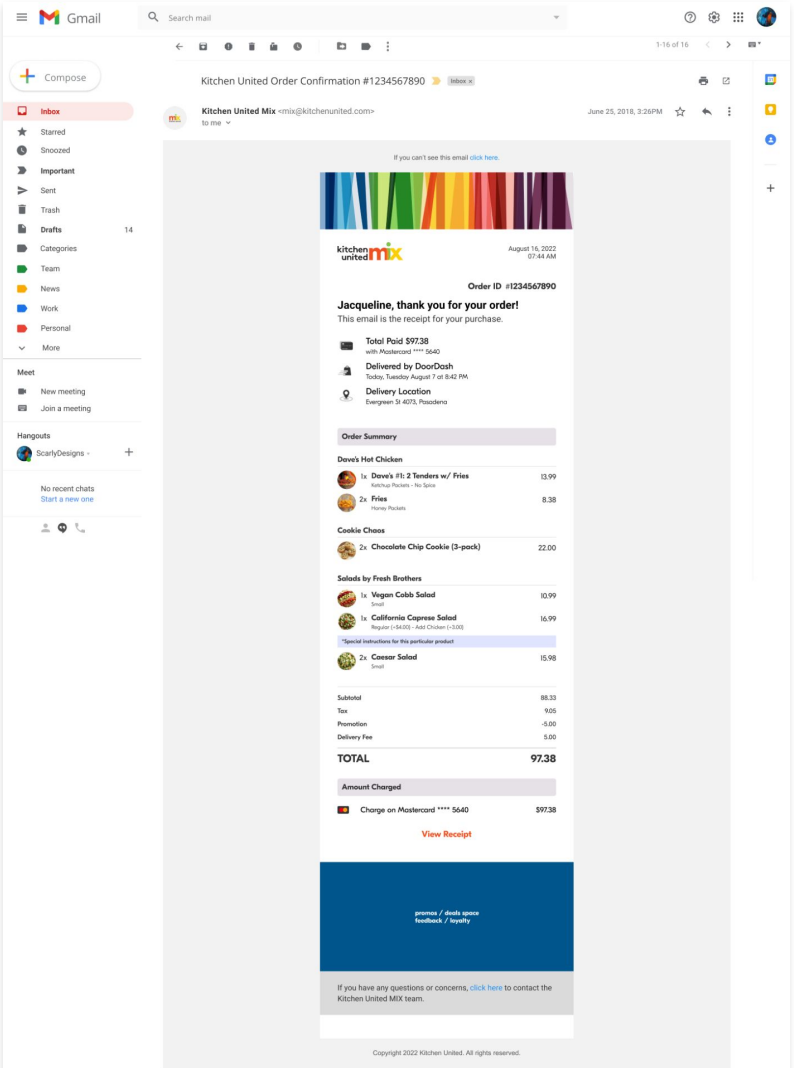 Gmail
Search mail
1-16 of 16
Compose
Kitchen United Order Confirmation #1234567890
Inbox ×
Kitchen United Mix <mix@kitchenunited.com>
to me
June 25, 2018, 3:26PM
Inbox
Starred
Snoozed
Important
Sent
Trash
Drafts 14
Categories
Team
News
Work
Personal
More
Meet
New meeting
Join a meeting
Hangouts
ScarlyDesigns
No recent chats
Start a new one
If you can't see this email click here.
kitchen united mix
August 16, 2022
07:44 AM
Order ID #1234567890
Jacqueline, thank you for your order!
This email is the receipt for your purchase.
Total Paid $97.38
with Mastercard **** 5640
Delivered by DoorDash
Today, Tuesday August 7 at 8:42 PM
Delivery Location
Evergreen St 4073, Pasadena
Order Summary
Dave's Hot Chicken
1x Dave's #1: 2 Tenders w/ Fries 13.99
Ketchup Packets - No Spice
2x Fries 8.38
Honey Packets
Cookie Chaos
2x Chocolate Chip Cookie (3-pack) 22.00
Salads by Fresh Brothers
1x Vegan Cobb Salad 10.99
Small
1x California Caprese Salad 16.99
Regular (+$4.00) - Add Chicken (+3.00)
*Special instructions for this particular product
2x Caesar Salad 15.98
Small
Subtotal 88.33
Tax 9.05
Promotion -5.00
Delivery Fee 5.00
TOTAL 97.38
Amount Charged
Charge on Mastercard **** 5640 $97.38
View Receipt
promos / deals space
feedback / loyalty
If you have any questions or concerns, click here to contact the
Kitchen United MIX team.
Copyright 2022 Kitchen United. All rights reserved.